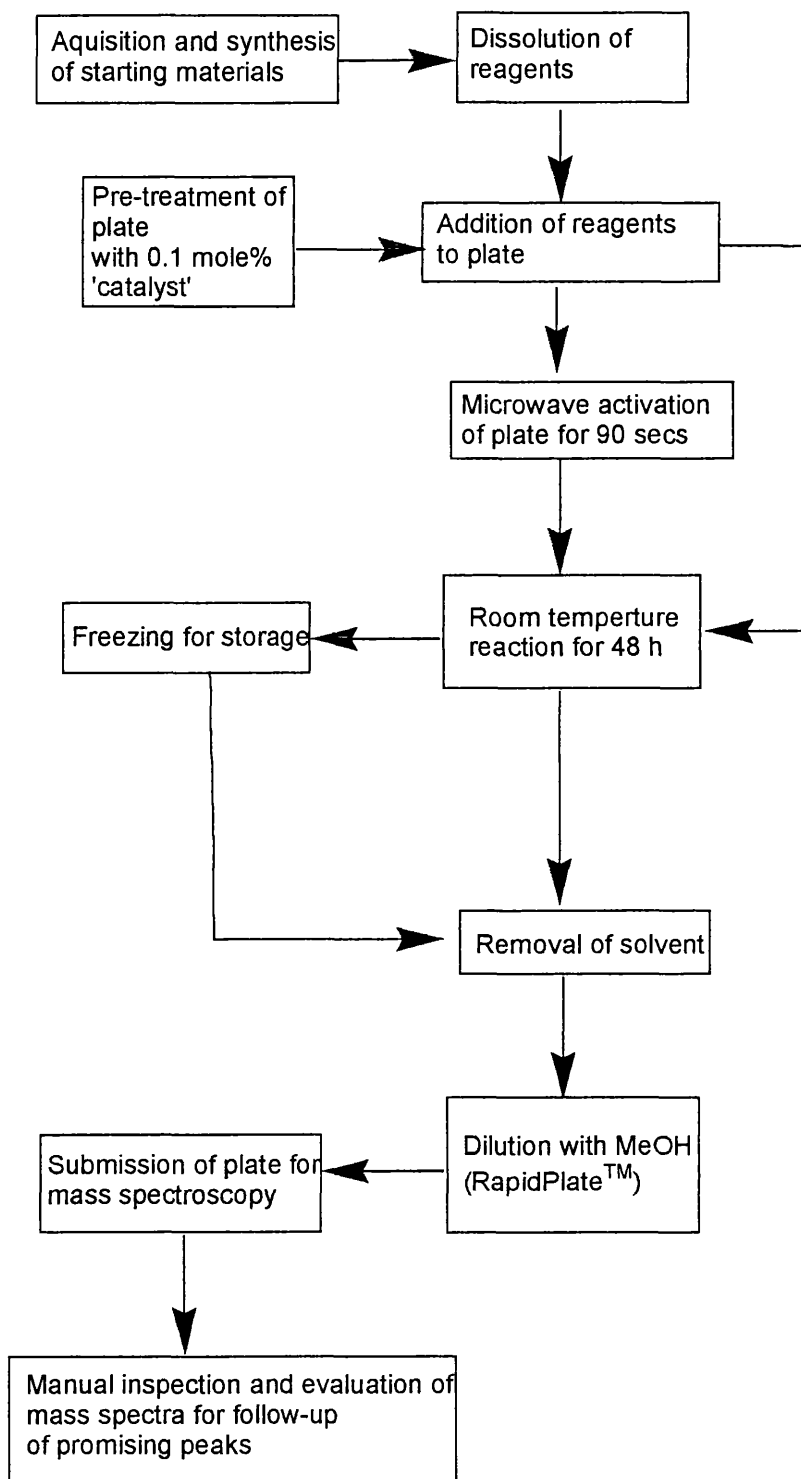 Aquisition and synthesis
of starting materials
Dissolution of
reagents
Pre-treatment of
plate
with 0.1 mole%
'catalyst'
Addition of reagents
to plate
Microwave activation
of plate for 90 secs
Freezing for storage
Room temperture
reaction for 48 h
Removal of solvent
Submission of plate for
mass spectroscopy
Dilution with MeOH
(RapidPlate™)
Manual inspection and evaluation of
mass spectra for follow-up
of promising peaks